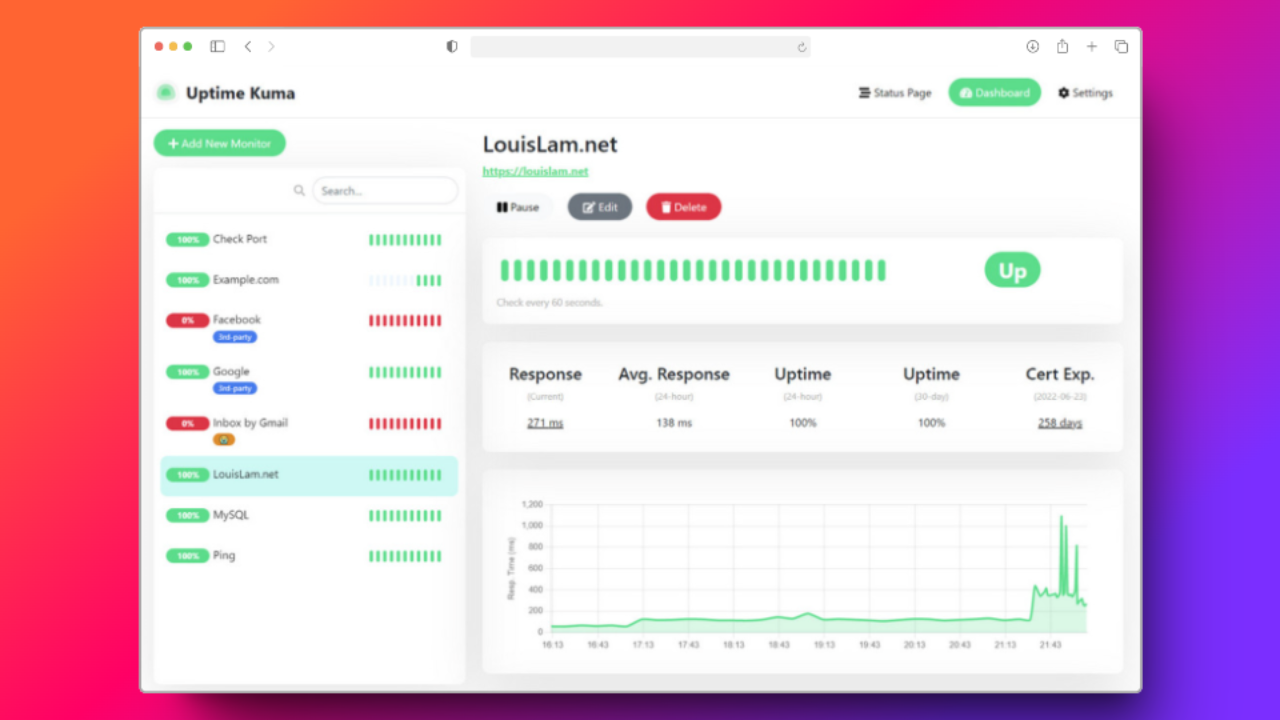 Uptime Kuma
Status Page
Dashboard
Settings
+ Add New Monitor
Search...
100% Check Port
100% Example.com
0% Facebook
3rd-party
100% Google
3rd-party
0% Inbox by Gmail
100% LouisLam.net
100% MySQL
100% Ping
LouisLam.net
https://louislam.net
Pause
Edit
Delete
Up
Check every 60 seconds.
Response
(Current)
271 ms
Avg. Response
(24-hour)
138 ms
Uptime
(24-hour)
100%
Uptime
(30-day)
100%
Cert Exp.
(2022-06-23)
258 days
Resp. Time (ms)
1,200
1,000
800
600
400
200
0
16:13 16:43 17:13 17:43 18:13 18:43 19:13 19:43 20:13 20:43 21:13 21:43